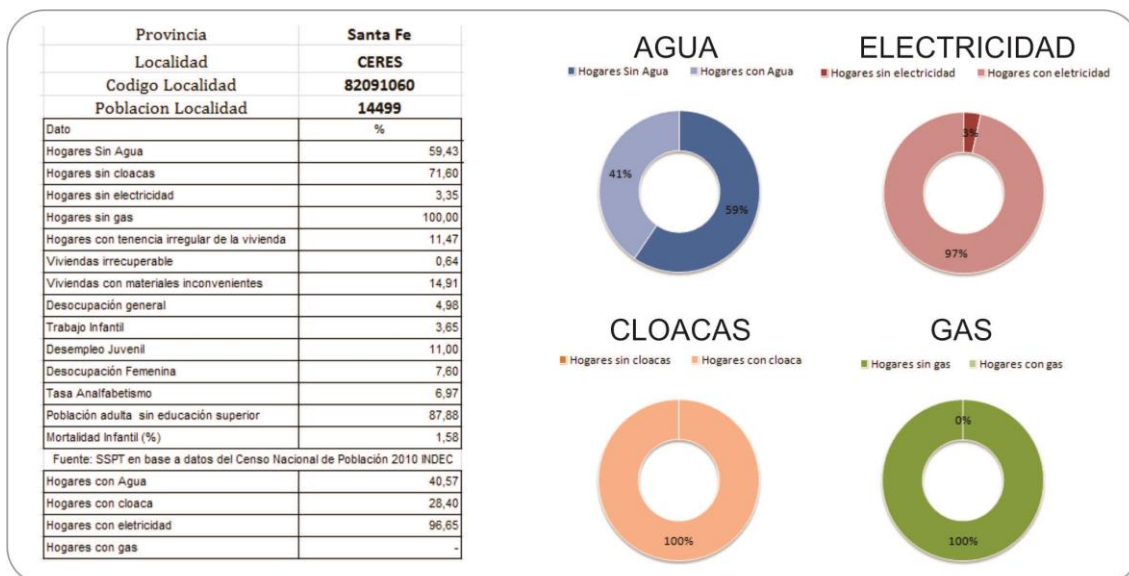 Provincia Santa Fe
Localidad CERES
Codigo Localidad 82091060
Poblacion Localidad 14499
Dato %
Hogares Sin Agua 59,43
Hogares sin cloacas 71,60
Hogares sin electricidad 3,35
Hogares sin gas 100,00
Hogares con tenencia irregular de la vivienda 11,47
Viviendas irrecuperable 0,64
Viviendas con materiales inconvenientes 14,91
Desocupación general 4,98
Trabajo Infantil 3,65
Desempleo Juvenil 11,00
Desocupación Femenina 7,60
Tasa Analfabetismo 6,97
Población adulta sin educación superior 87,88
Mortalidad Infantil (%) 1,58
Fuente: SSPT en base a datos del Censo Nacional de Población 2010 INDEC
Hogares con Agua 40,57
Hogares con cloaca 28,40
Hogares con eletricidad 96,65
Hogares con gas -
AGUA
Hogares Sin Agua Hogares con Agua
41%
59%
ELECTRICIDAD
Hogares sin electricidad Hogares con eletricidad
3%
97%
CLOACAS
Hogares sin cloacas Hogares con cloaca
100%
GAS
Hogares sin gas Hogares con gas
0%
100%